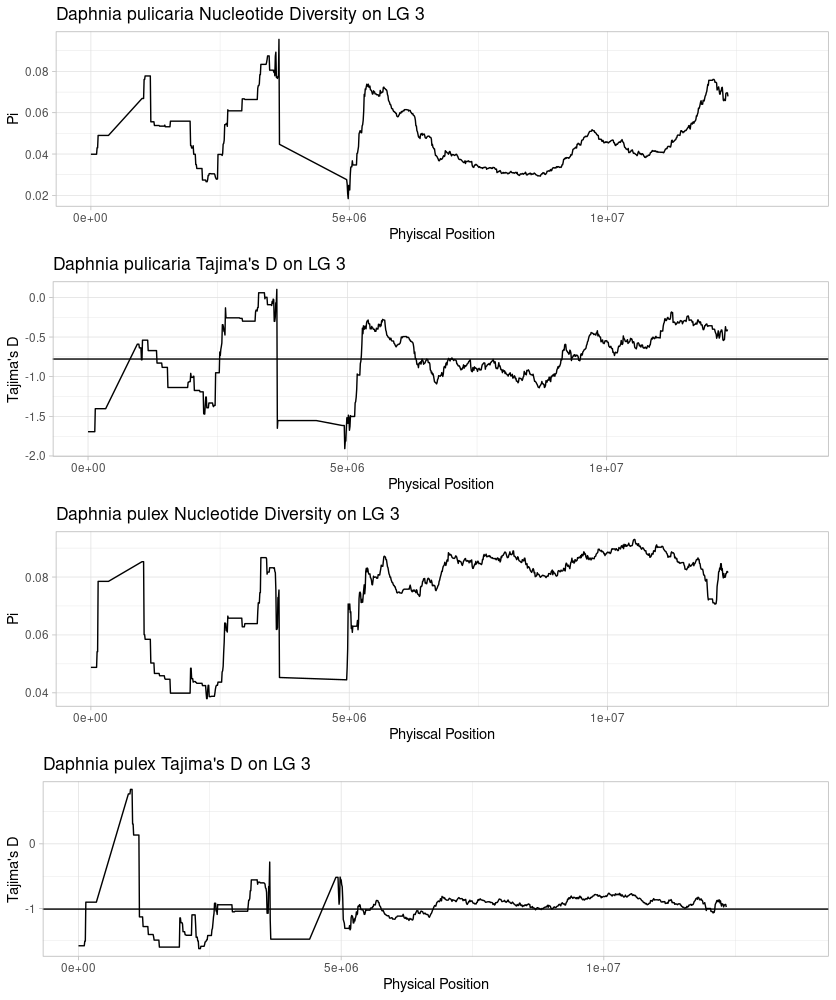 Daphnia pulicaria Nucleotide Diversity on LG 3
0.08
0.06
0.04
0.02
Pi
0e+00 5e+06 1e+07
Phyiscal Position
Daphnia pulicaria Tajima's D on LG 3
0.0
-0.5
-1.0
-1.5
-2.0
Tajima's D
0e+00 5e+06 1e+07
Physical Position
Daphnia pulex Nucleotide Diversity on LG 3
0.08
0.06
0.04
Pi
0e+00 5e+06 1e+07
Phyiscal Position
Daphnia pulex Tajima's D on LG 3
0
-1
Tajima's D
0e+00 5e+06 1e+07
Physical Position